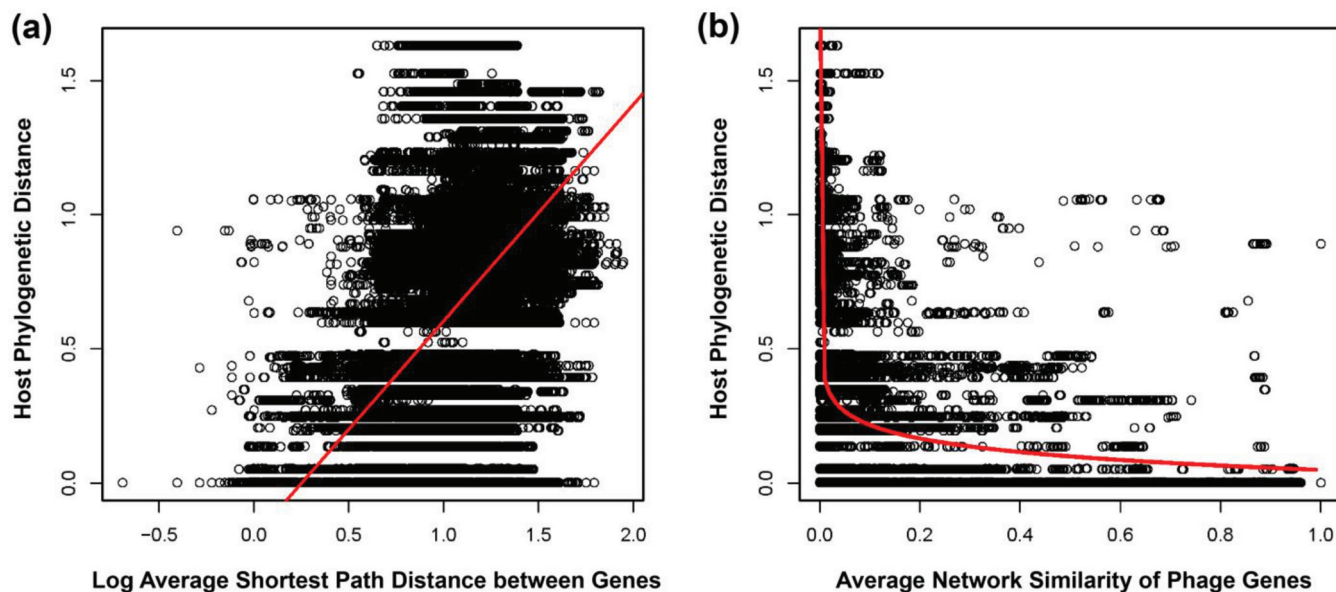 (a)
Host Phylogenetic Distance
1.5
1.0
0.5
0.0
−0.5 0.0 0.5 1.0 1.5 2.0
Log Average Shortest Path Distance between Genes
(b)
Host Phylogenetic Distance
1.5
1.0
0.5
0.0
0.0 0.2 0.4 0.6 0.8 1.0
Average Network Similarity of Phage Genes